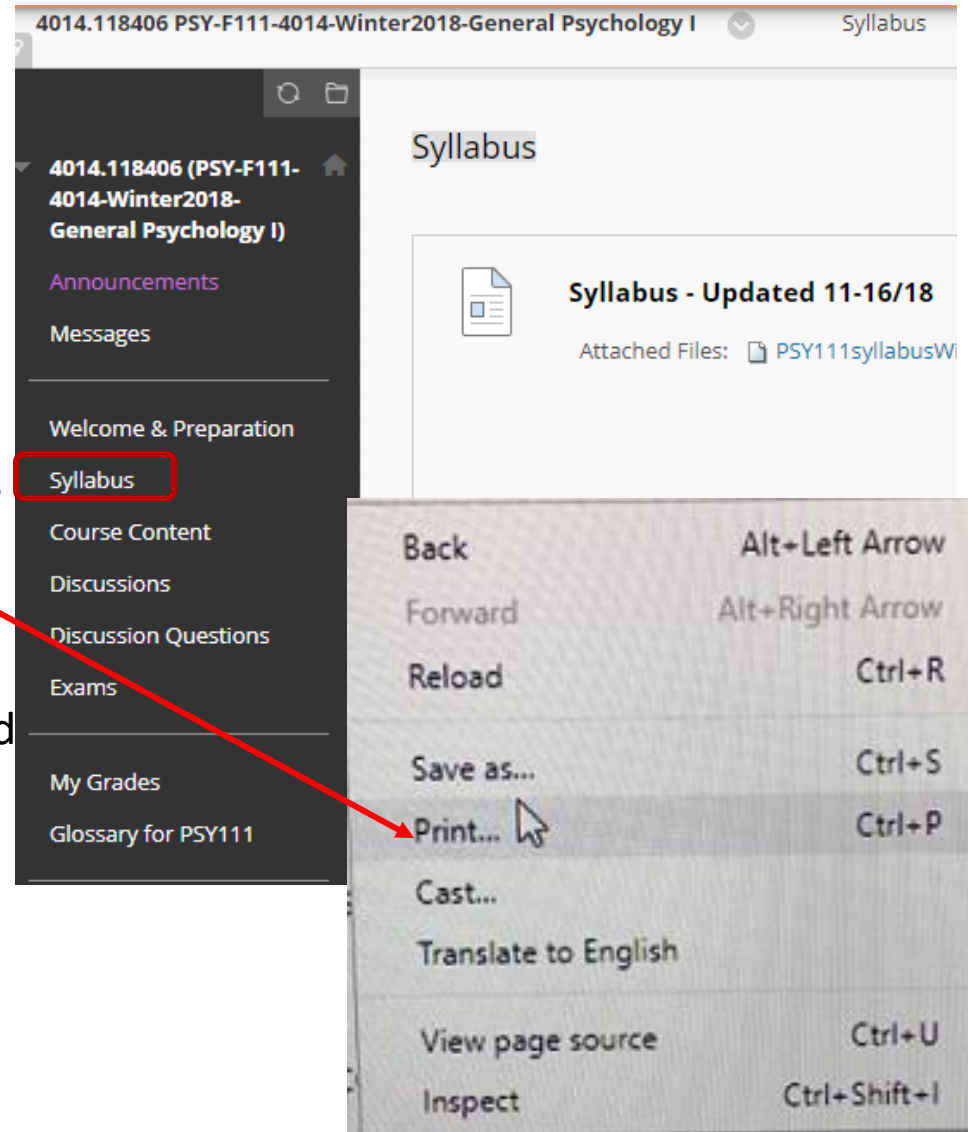 4014.118406 PSY-F111-4014-Winter2018-General Psychology I
Syllabus
4014.118406 (PSY-F111-
4014-Winter2018-
General Psychology I)
Announcements
Messages
Welcome & Preparation
Syllabus
Course Content
Discussions
Discussion Questions
Exams
My Grades
Glossary for PSY111
Syllabus
Syllabus - Updated 11-16/18
Attached Files: PSY111syllabusWi
d
Back Alt+Left Arrow
Forward Alt+Right Arrow
Reload Ctrl+R
Save as... Ctrl+S
Print... Ctrl+P
Cast...
Translate to English
View page source Ctrl+U
Inspect Ctrl+Shift+I